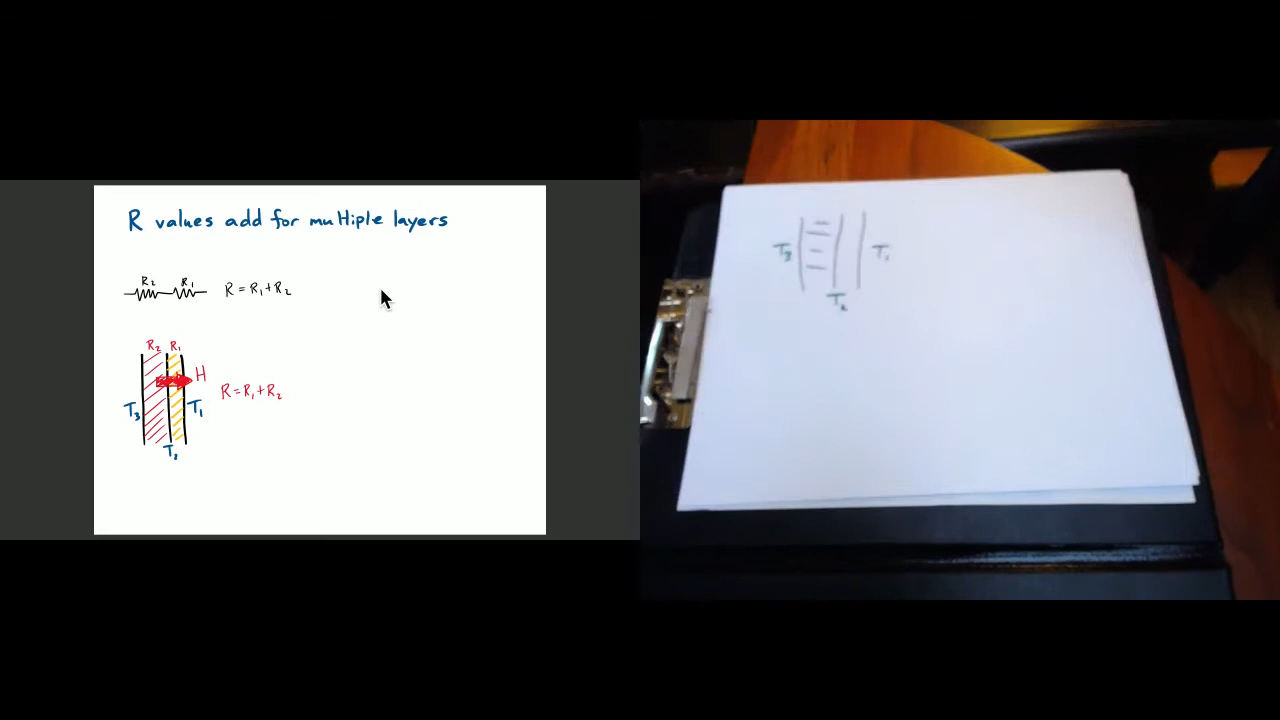 R values add for multiple layers
R₂ R₁
R = R₁ + R₂
R₂ R₁
H
R = R₁ + R₂
T₃ T₁
T₂
T₃ T₁
T₂